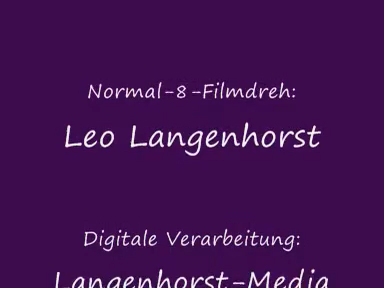 Normal-8-Filmdreh:
Leo Langenhorst
Digitale Verarbeitung:
Langenhorst-Media